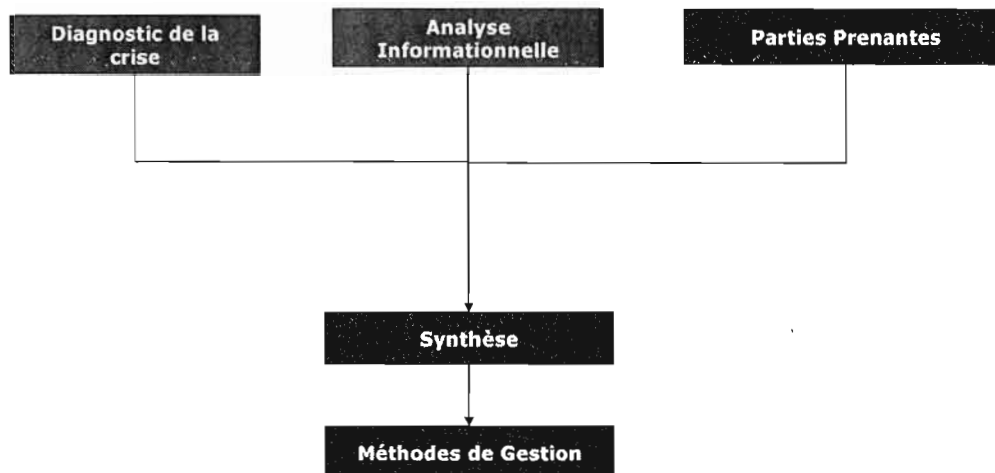 Diagnostic de la
crise
Analyse
Informationnelle
Parties Prenantes
Synthèse
Méthodes de Gestion